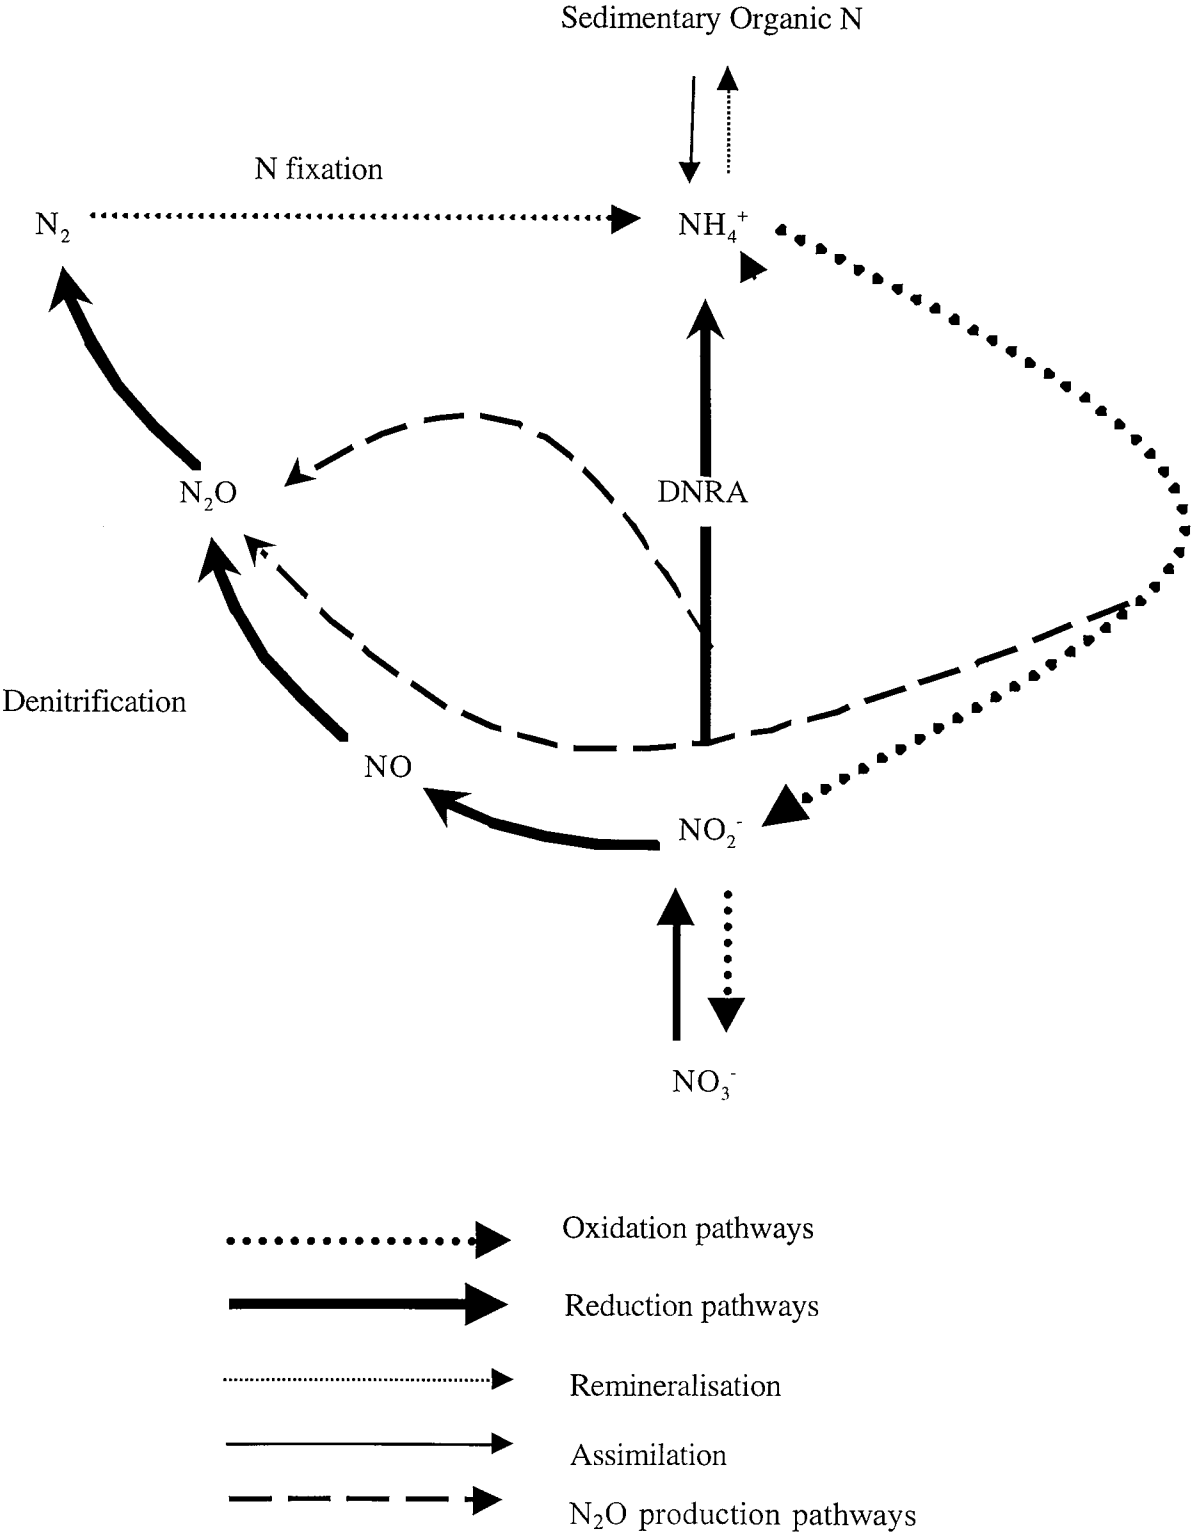 Sedimentary Organic N
N fixation
N₂
NH₄⁺
N₂O
DNRA
Denitrification
NO
NO₂⁻
NO₃⁻
Oxidation pathways
Reduction pathways
Remineralisation
Assimilation
N₂O production pathways